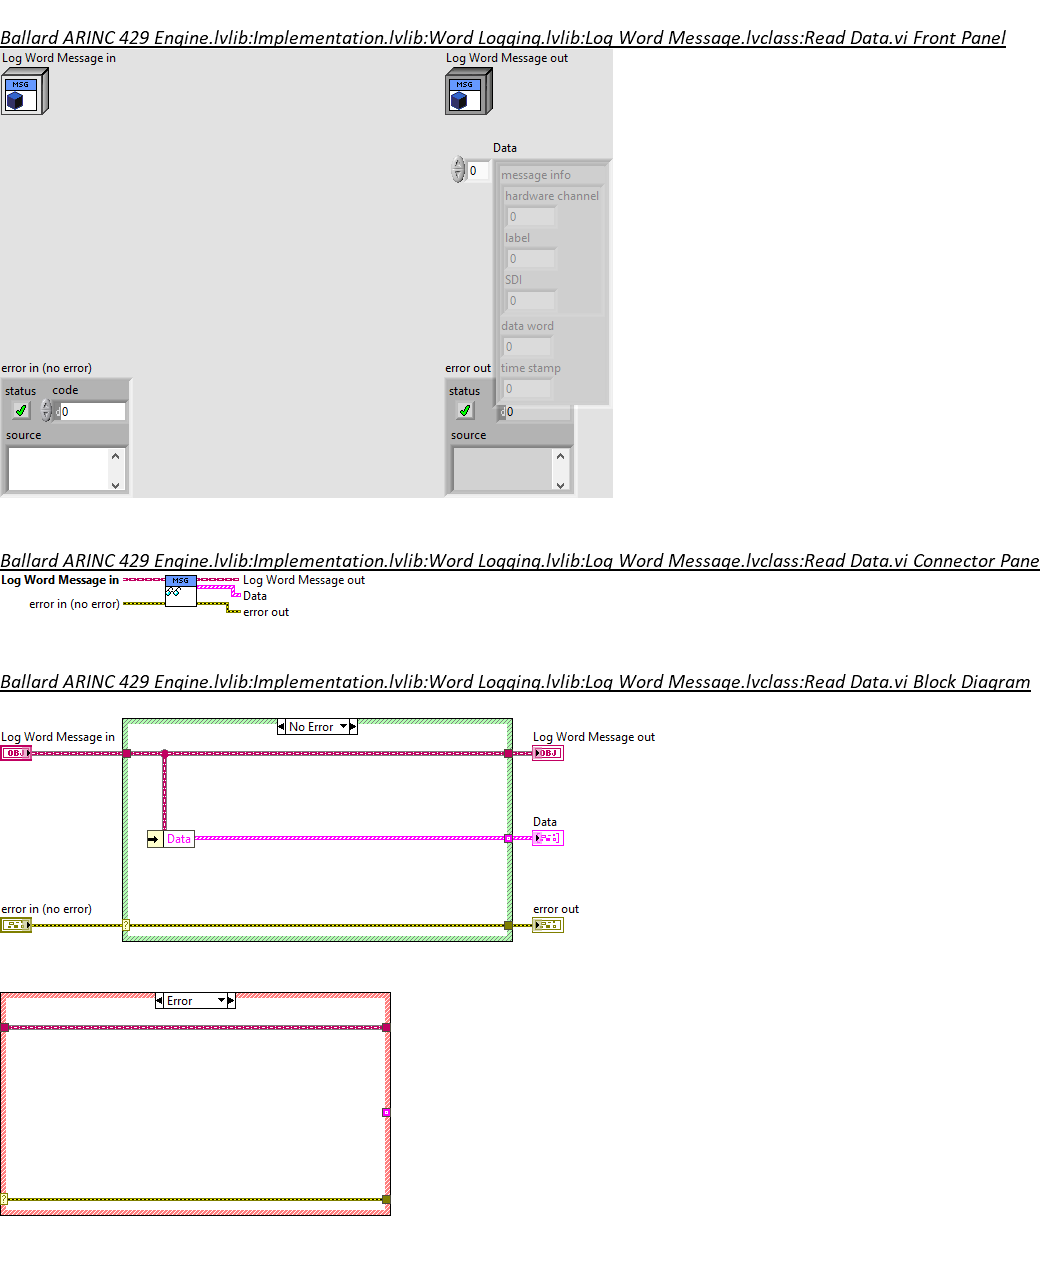 Ballard ARINC 429 Engine.lvlib:Implementation.lvlib:Word Logging.lvlib:Log Word Message.lvclass:Read Data.vi Front Panel
Log Word Message in
Log Word Message out
MSG
MSG
Data
0
message info
hardware channel
0
label
0
SDI
0
data word
0
time stamp
0
error in (no error)
error out
status
code
status
d0
d0
source
source
Ballard ARINC 429 Engine.lvlib:Implementation.lvlib:Word Logging.lvlib:Log Word Message.lvclass:Read Data.vi Connector Pane
Log Word Message in
MSG
Log Word Message out
Data
error in (no error)
error out
Ballard ARINC 429 Engine.lvlib:Implementation.lvlib:Word Logging.lvlib:Log Word Message.lvclass:Read Data.vi Block Diagram
No Error
Log Word Message in
Log Word Message out
OBJ
OBJ
Data
Data
error in (no error)
error out
?
Error
?